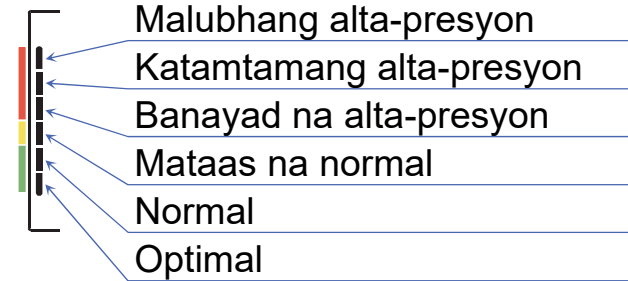 Malubhang alta-presyon
Katamtamang alta-presyon
Banayad na alta-presyon
Mataas na normal
Normal
Optimal